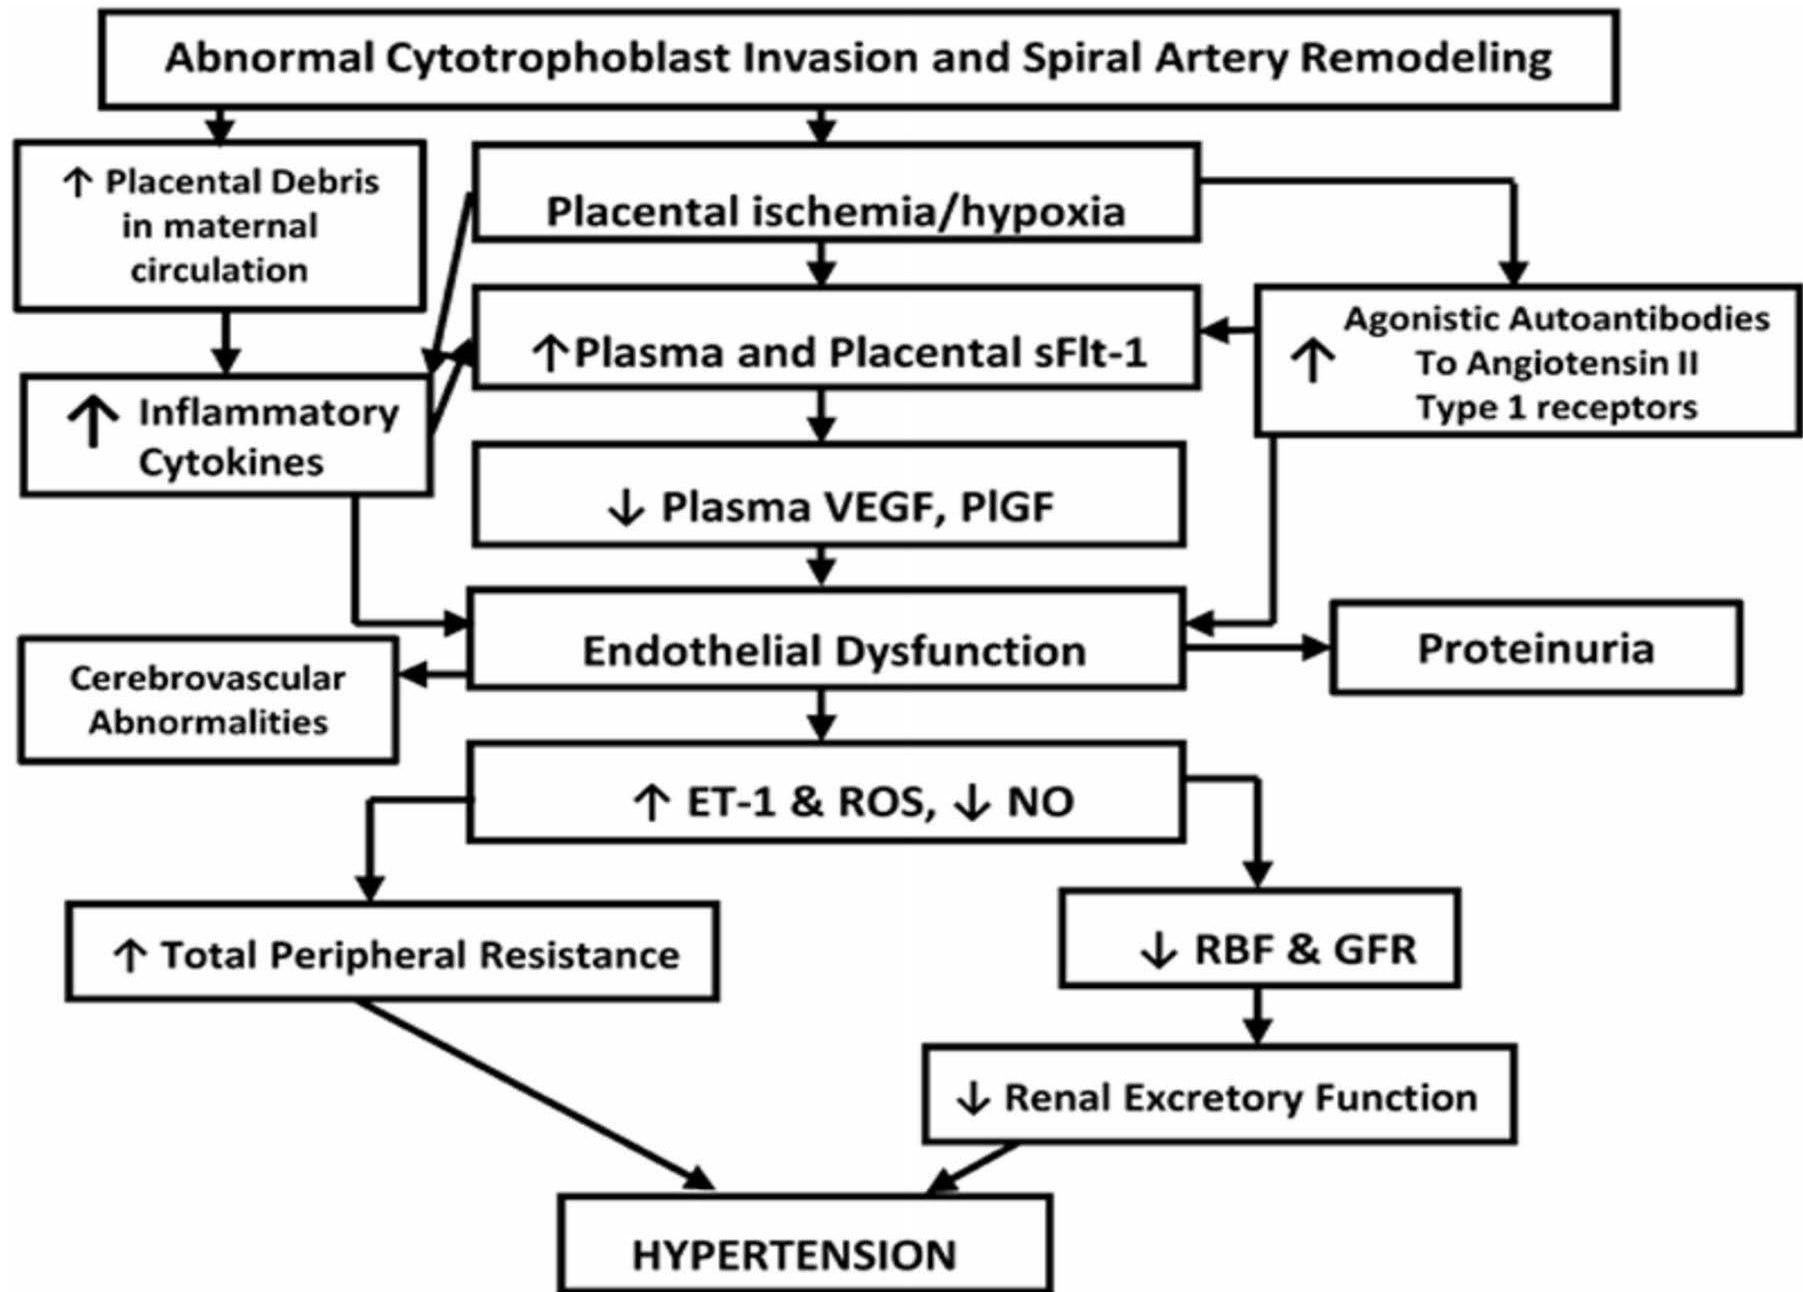 Abnormal Cytotrophoblast Invasion and Spiral Artery Remodeling
↑ Placental Debris
in maternal
circulation
Placental ischemia/hypoxia
↑Plasma and Placental sFlt-1
↑ Agonistic Autoantibodies
To Angiotensin II
Type 1 receptors
↑ Inflammatory
Cytokines
↓ Plasma VEGF, PlGF
Endothelial Dysfunction
Proteinuria
Cerebrovascular
Abnormalities
↑ ET-1 & ROS, ↓ NO
↑ Total Peripheral Resistance
↓ RBF & GFR
↓ Renal Excretory Function
HYPERTENSION